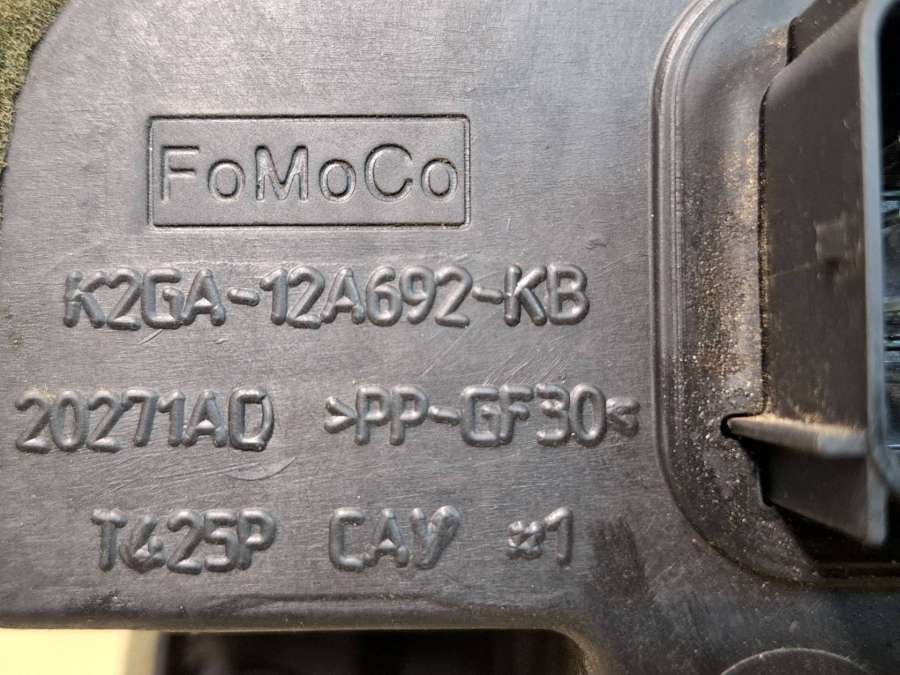 FoMoCo
K2GA-12A692-KB
20271AD >PP-GF30<
T425P CAV #1